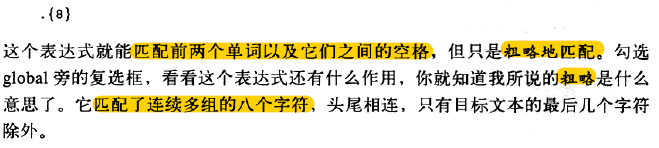 .{8}
这个表达式就能匹配前两个单词以及它们之间的空格，但只是粗略地匹配。勾选
global 旁的复选框，看看这个表达式还有什么作用，你就知道我所说的粗略是什么
意思了。它匹配了连续多组的八个字符，头尾相连，只有目标文本的最后几个字符
除外。